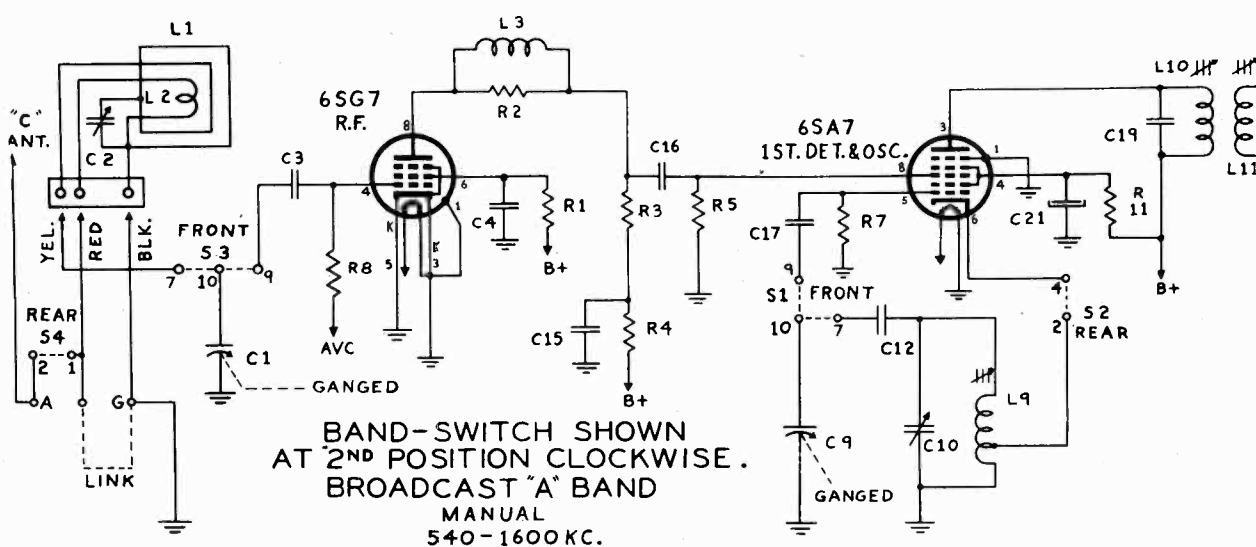 L1
L2
"C"
ANT.
C2
YEL.
RED
BLK.
FRONT
S3
7
10
9
REAR
S4
2
1
A
G
LINK
C1
GANGED
C3
R8
AVC
6SG7
R.F.
8
4
6
1
K
K
5
3
C4
R1
B+
L3
R2
C16
R3
R5
C15
R4
B+
6SA7
1ST. DET.& OSC.
3
1
8
4
5
6
C17
R7
9
S1
FRONT
10
7
C12
C9
GANGED
C10
L9
4
2
S2
REAR
C21
R
11
B+
C19
L10
L11
BAND-SWITCH SHOWN
AT 2ND POSITION CLOCKWISE.
BROADCAST "A" BAND
MANUAL
540-1600 KC.